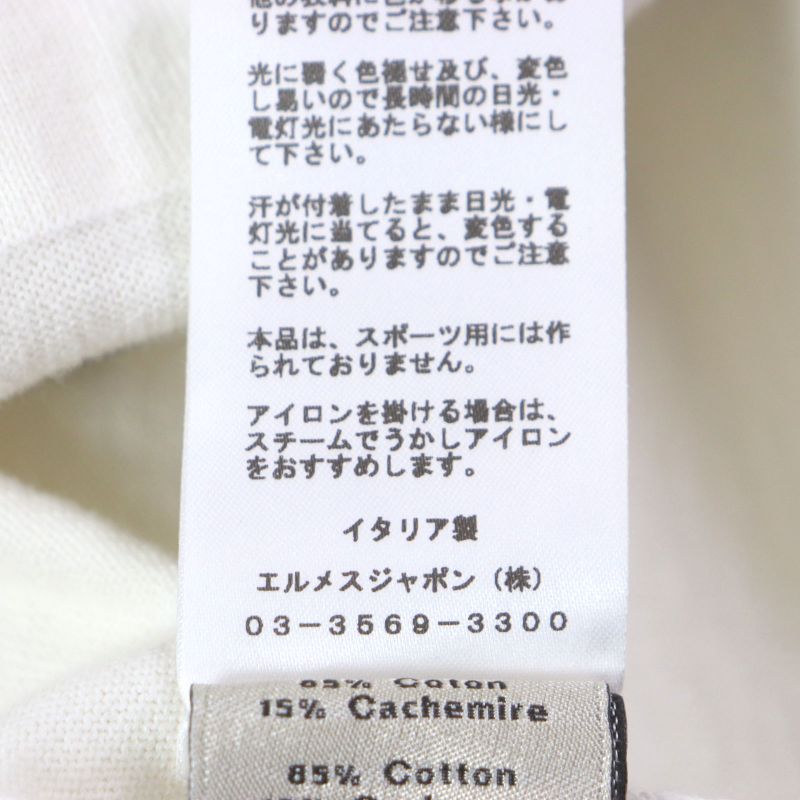 りますのでご注意下さい。
光に弱く色褪せ及び、変色
し易いので長時間の日光・
電灯光にあたらない様にし
て下さい。
汗が付着したまま日光・電
灯光に当てると、変色する
ことがありますのでご注意
下さい。
本品は、スポーツ用には作
られておりません。
アイロンを掛ける場合は、
スチームでうかしアイロン
をおすすめします。
イタリア製
エルメスジャポン（株）
03－3569－3300
85% Coton
15% Cachemire
85% Cotton